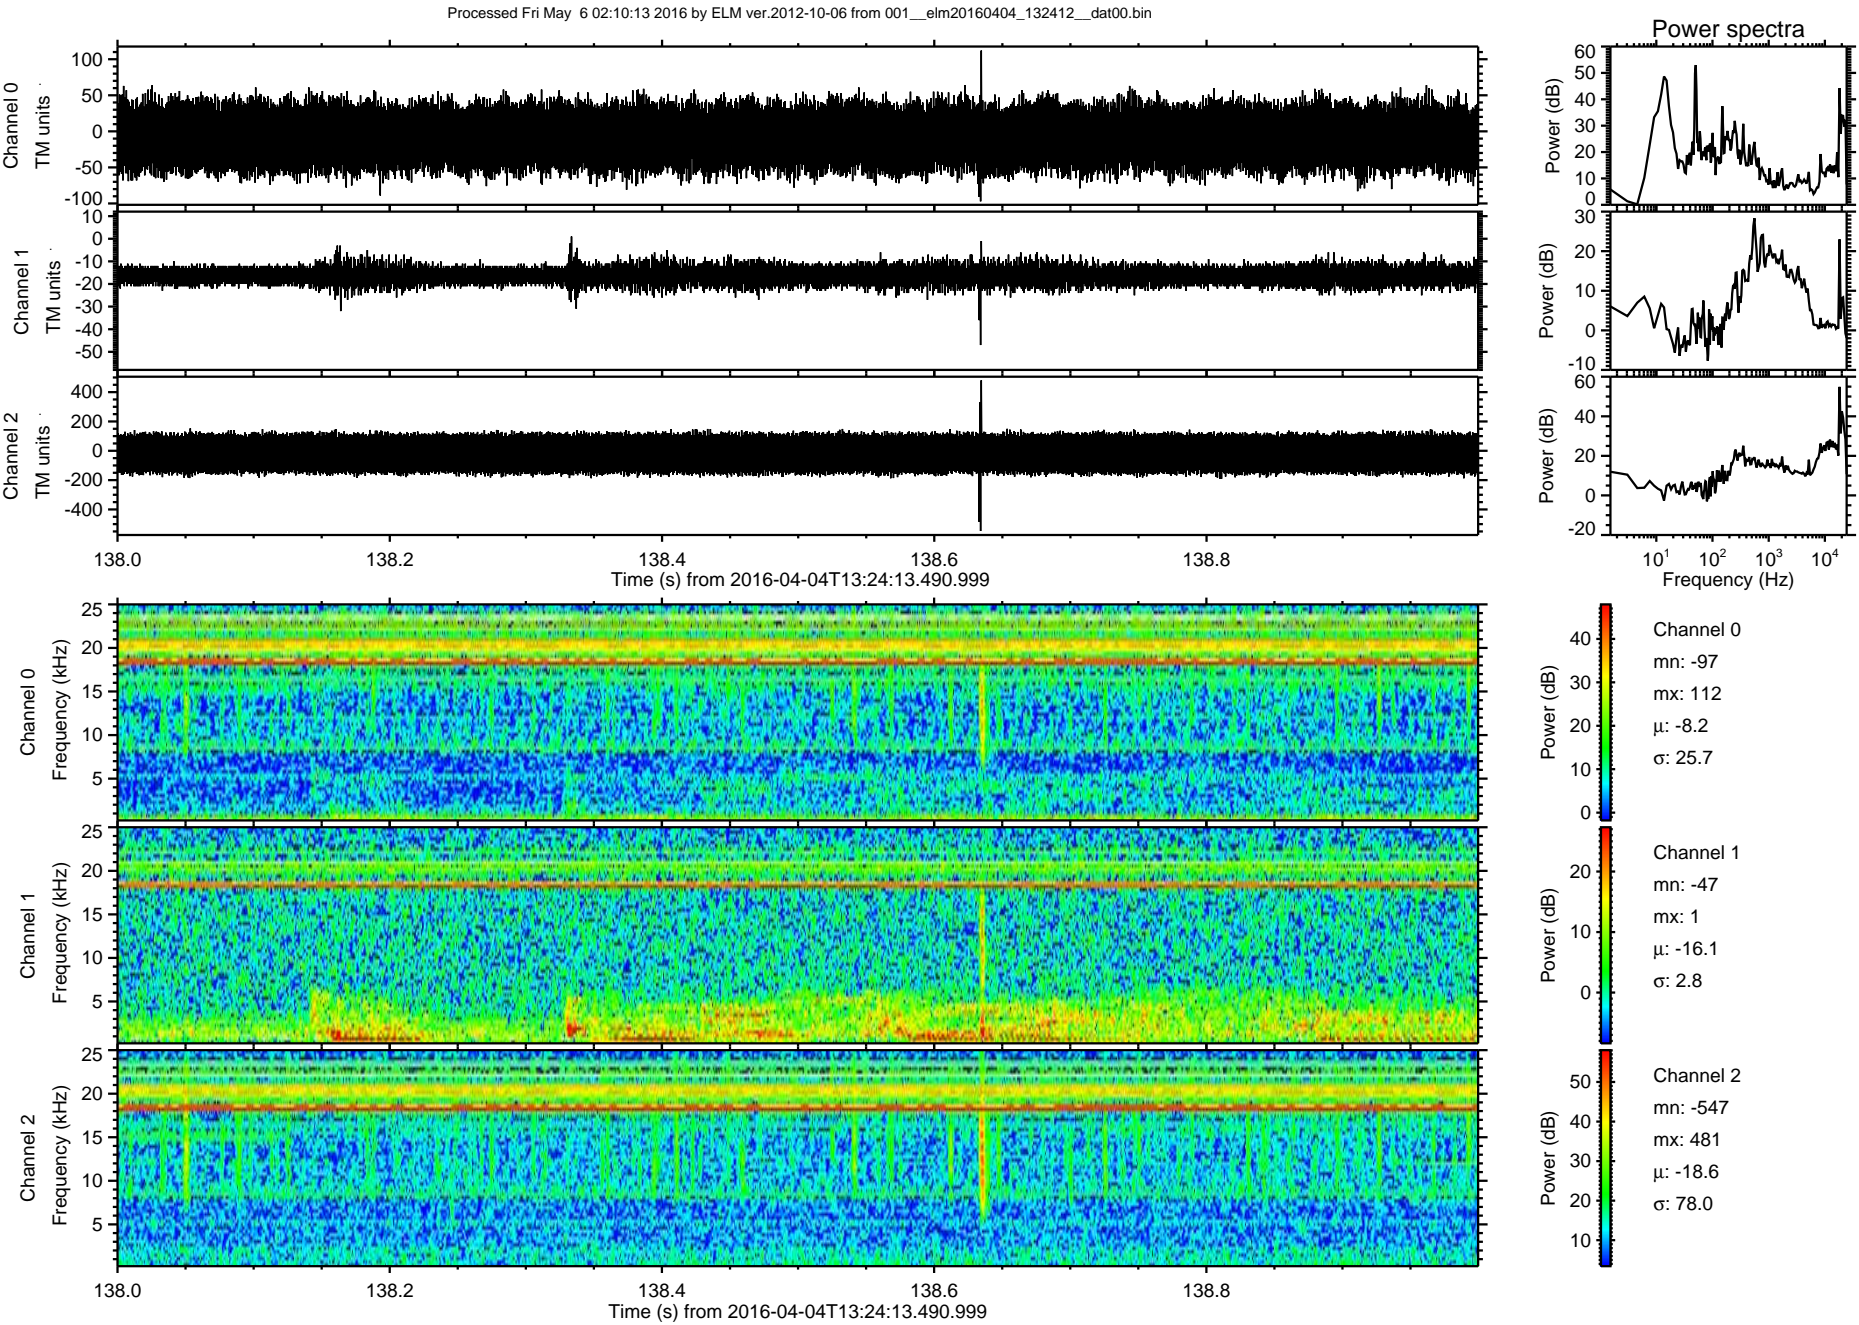 Processed Fri May  6 02:10:13 2016 by ELM ver.2012-10-06 from 001__elm20160404_132412__dat00.bin
Power spectra
Channel 0
TM units
100
50
0
-50
-100
Power (dB)
60
50
40
30
20
10
0
Channel 1
TM units
10
0
-10
-20
-30
-40
-50
Power (dB)
30
20
10
0
-10
Channel 2
TM units
400
200
0
-200
-400
Power (dB)
60
40
20
0
-20
138.0 138.2 138.4 138.6 138.8
Time (s) from 2016-04-04T13:24:13.490.999
10¹ 10² 10³ 10⁴
Frequency (Hz)
Channel 0
Frequency (kHz)
25
20
15
10
5
Power (dB)
40
30
20
10
0
Channel 0
mn: -97
mx: 112
µ: -8.2
σ: 25.7
Channel 1
Frequency (kHz)
25
20
15
10
5
Power (dB)
20
10
0
Channel 1
mn: -47
mx: 1
µ: -16.1
σ: 2.8
Channel 2
Frequency (kHz)
25
20
15
10
5
Power (dB)
50
40
30
20
10
Channel 2
mn: -547
mx: 481
µ: -18.6
σ: 78.0
138.0 138.2 138.4 138.6 138.8
Time (s) from 2016-04-04T13:24:13.490.999